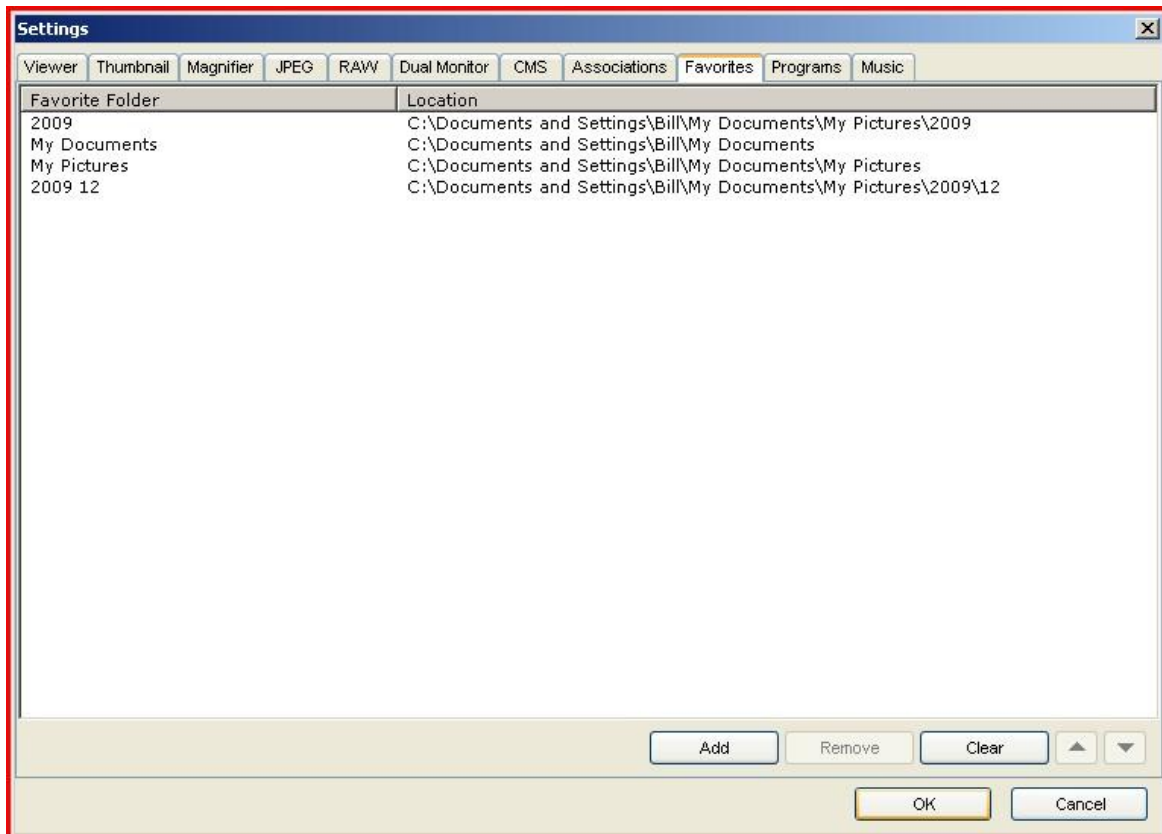 Settings
Viewer Thumbnail Magnifier JPEG RAW Dual Monitor CMS Associations Favorites Programs Music
Favorite Folder Location
2009 C:\Documents and Settings\Bill\My Documents\My Pictures\2009
My Documents C:\Documents and Settings\Bill\My Documents
My Pictures C:\Documents and Settings\Bill\My Documents\My Pictures
2009 12 C:\Documents and Settings\Bill\My Documents\My Pictures\2009\12
Add Remove Clear
OK Cancel